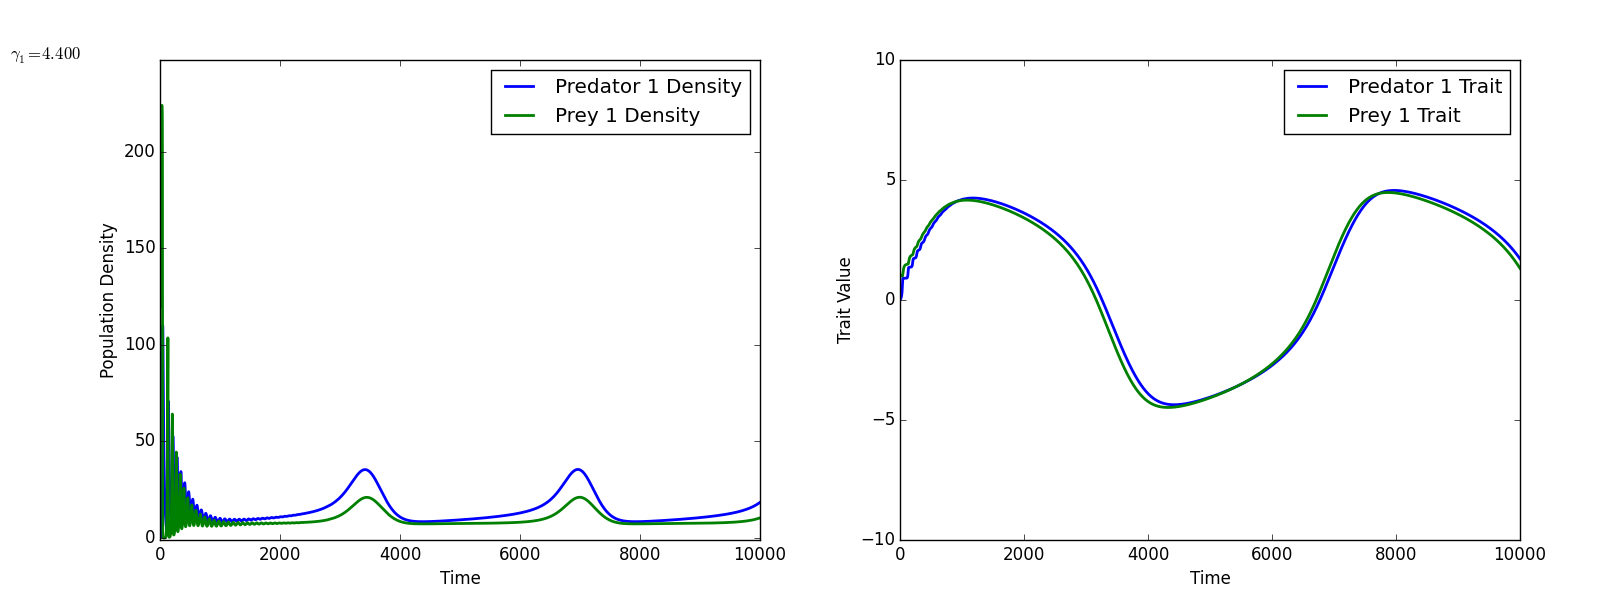 γ₁=4.400
Predator 1 Density
Prey 1 Density
Population Density
200
150
100
50
0
0 2000 4000 6000 8000 10000
Time
Predator 1 Trait
Prey 1 Trait
Trait Value
10
5
0
−5
−10
0 2000 4000 6000 8000 10000
Time